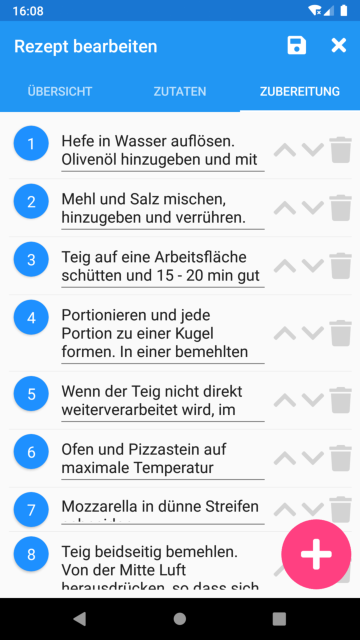 16:08
Rezept bearbeiten
ÜBERSICHT
ZUTATEN
ZUBEREITUNG
1
Hefe in Wasser auflösen.
Olivenöl hinzugeben und mit
2
Mehl und Salz mischen,
hinzugeben und verrühren.
3
Teig auf eine Arbeitsfläche
schütten und 15 - 20 min gut
4
Portionieren und jede
Portion zu einer Kugel
formen. In einer bemehlten
5
Wenn der Teig nicht direkt
weiterverarbeitet wird, im
6
Ofen und Pizzastein auf
maximale Temperatur
7
Mozzarella in dünne Streifen
8
Teig beidseitig bemehlen.
Von der Mitte Luft
herausdrücken, so dass sich